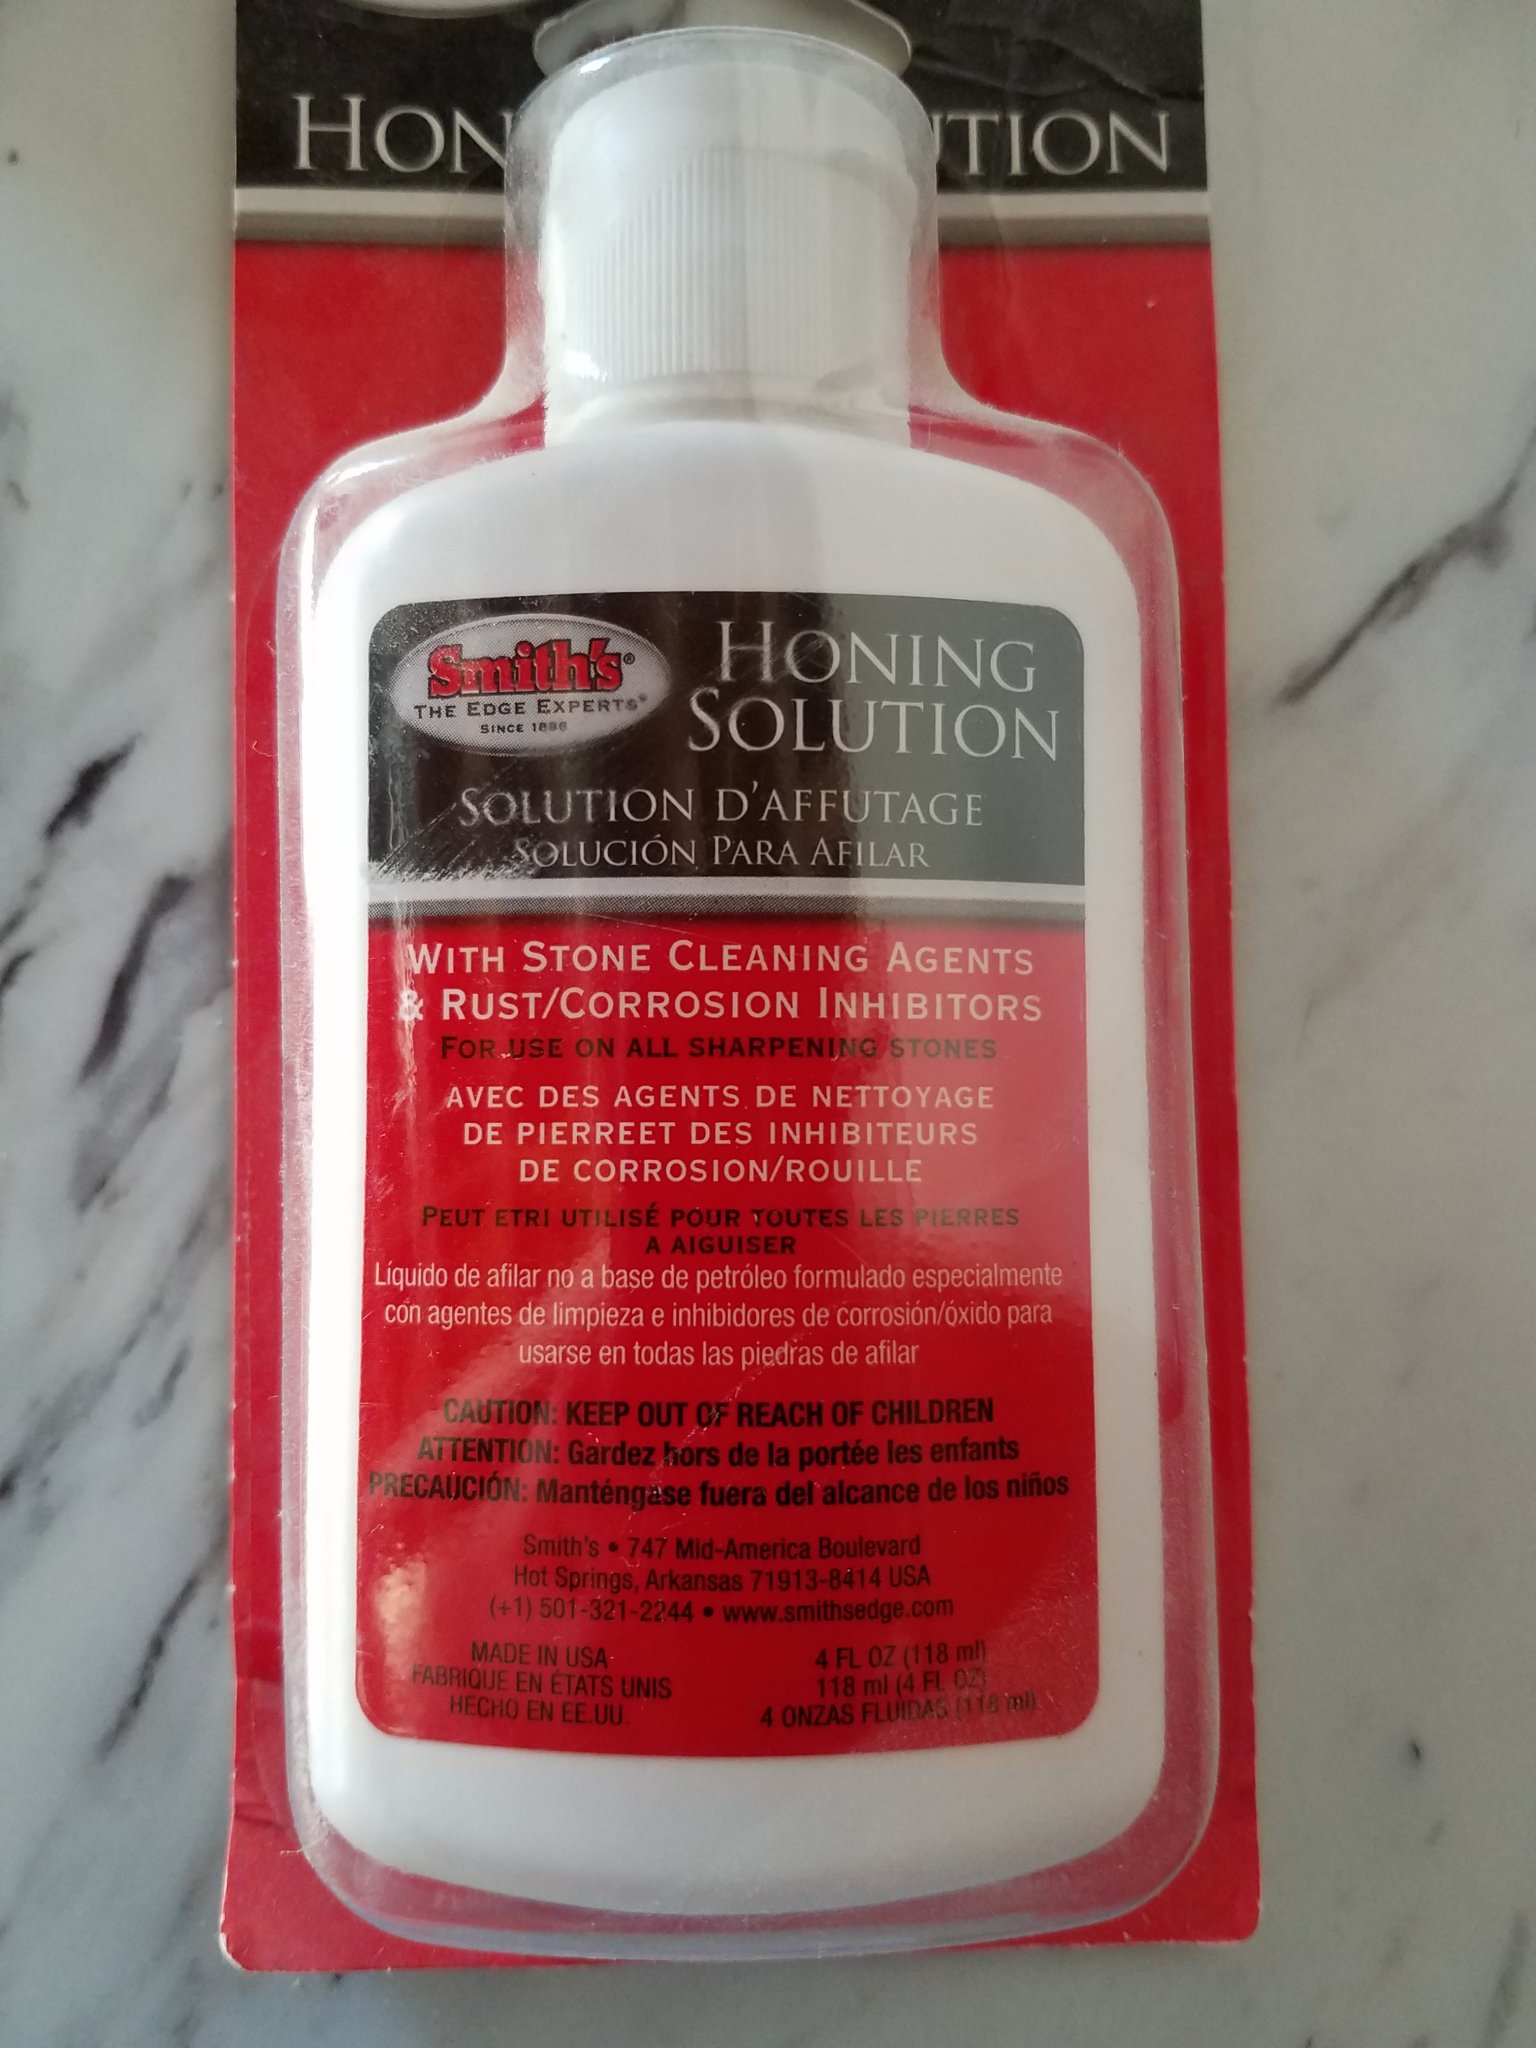 HON UTION
Smith's®
THE EDGE EXPERTS®
SINCE 1886
HONING
SOLUTION
SOLUTION D'AFFUTAGE
SOLUCIÓN PARA AFILAR
WITH STONE CLEANING AGENTS
& RUST/CORROSION INHIBITORS
FOR USE ON ALL SHARPENING STONES
AVEC DES AGENTS DE NETTOYAGE
DE PIERREET DES INHIBITEURS
DE CORROSION/ROUILLE
PEUT ETRI UTILISÉ POUR TOUTES LES PIERRES
A AIGUISER
Líquido de afilar no a base de petróleo formulado especialmente
con agentes de limpieza e inhibidores de corrosión/óxido para
usarse en todas las piedras de afilar
CAUTION: KEEP OUT OF REACH OF CHILDREN
ATTENTION: Gardez hors de la portée les enfants
PRECAUCIÓN: Manténgase fuera del alcance de los niños
Smith's • 747 Mid-America Boulevard
Hot Springs, Arkansas 71913-8414 USA
(+1) 501-321-2244 • www.smithsedge.com
MADE IN USA
FABRIQUE EN ÉTATS UNIS
HECHO EN EE.UU.
4 FL OZ (118 ml)
118 ml (4 FL OZ)
4 ONZAS FLUIDAS (118 ml)